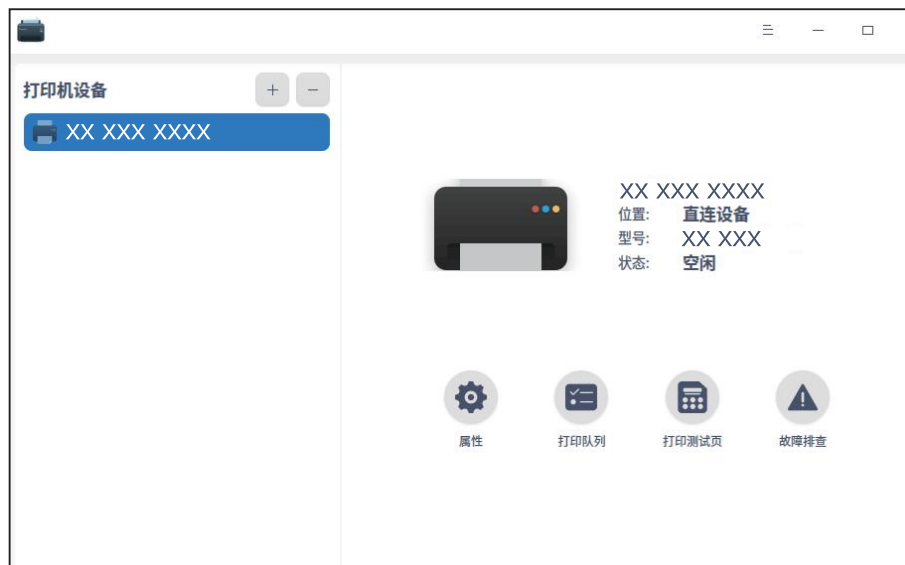 打印机设备
XX XXX XXXX
XX XXX XXXX
位置: 直连设备
型号: XX XXX
状态: 空闲
属性 打印队列 打印测试页 故障排查